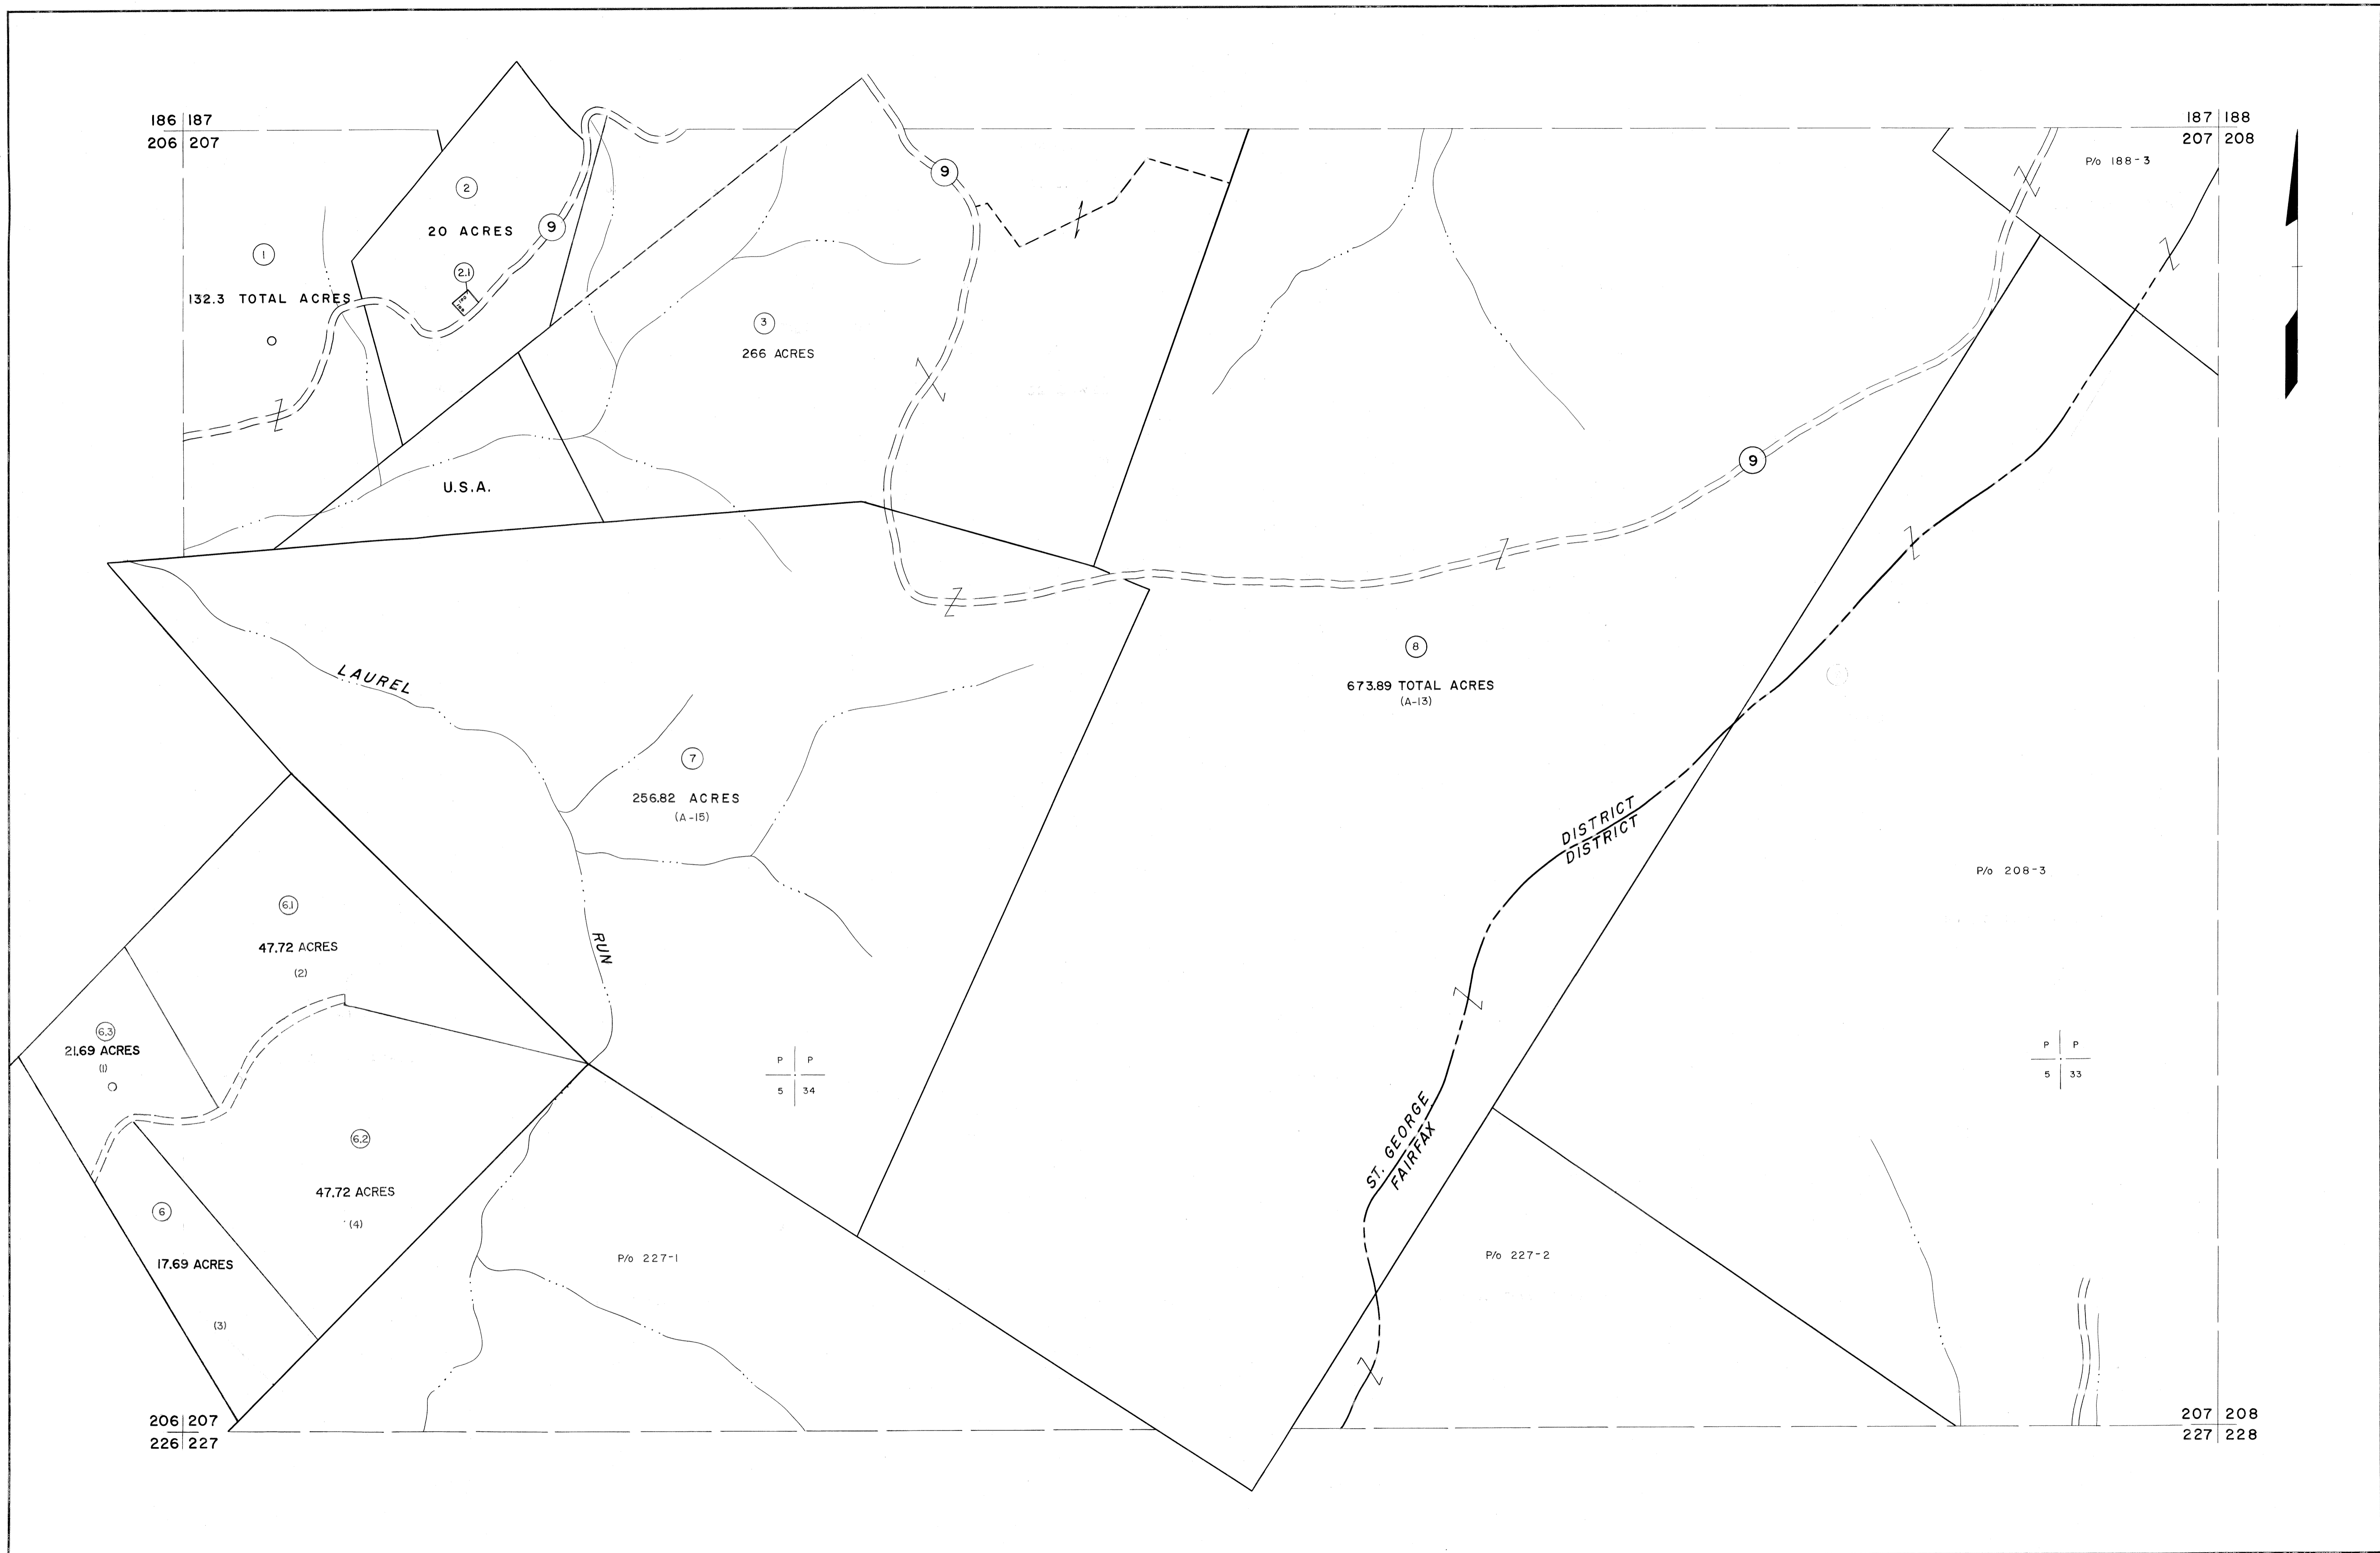 186 187
206 207
187 188
207 208
P/o 188-3
9
2
20 ACRES
9
1
2.1
132.3 TOTAL ACRES
3
266 ACRES
9
U.S.A.
8
673.89 TOTAL ACRES
(A-13)
LAUREL
7
256.82 ACRES
(A-15)
DISTRICT
DISTRICT
P/o 208-3
6.1
47.72 ACRES
(2)
RUN
6.3
21.69 ACRES
(1)
P P
5 34
P P
5 33
ST. GEORGE
FAIRFAX
6.2
47.72 ACRES
(4)
6
17.69 ACRES
(3)
P/o 227-1
P/o 227-2
206 207
226 227
207 208
227 228